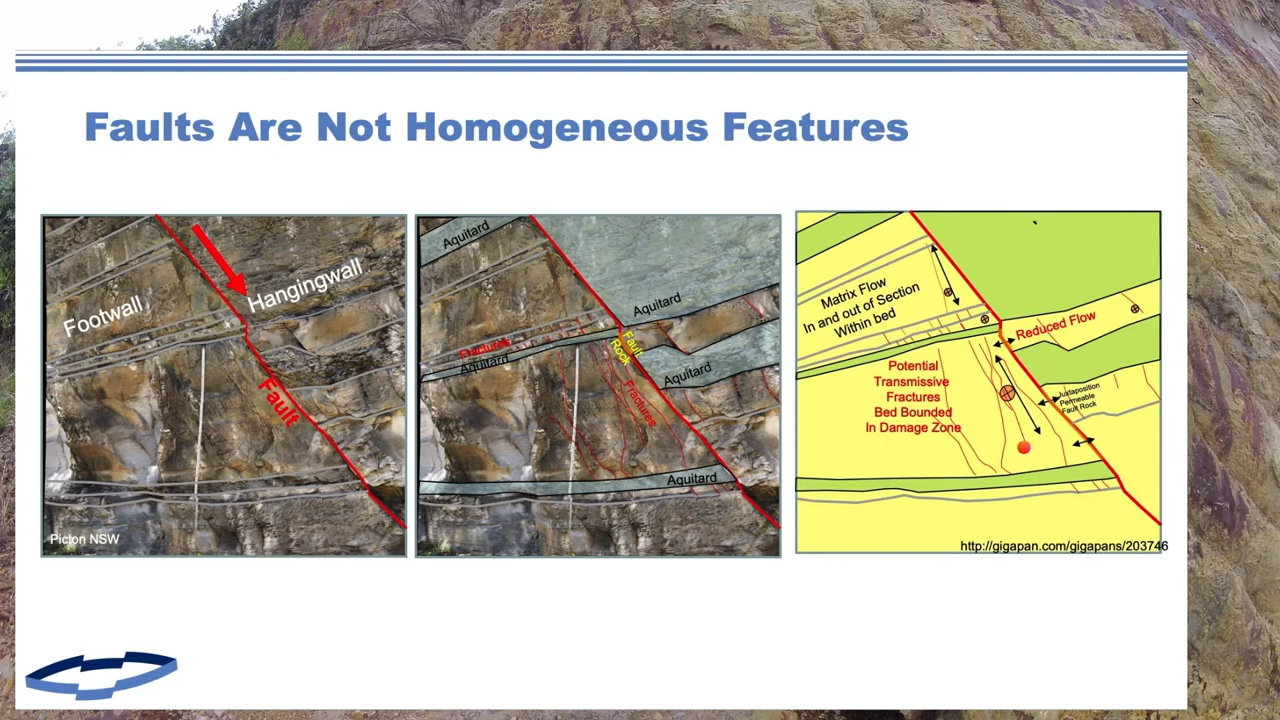 Faults Are Not Homogeneous Features
Footwall
Hangingwall
Fault
Picton NSW
Aquitard
Aquitard
Fractures
Aquitard
Fault
Rock
Aquitard
Fractures
Aquitard
Matrix Flow
In and out of Section
Within bed
Reduced Flow
Potential
Transmissive
Fractures
Bed Bounded
In Damage Zone
Juxtaposition
Permeable
Fault Rock
http://gigapan.com/gigapans/203746